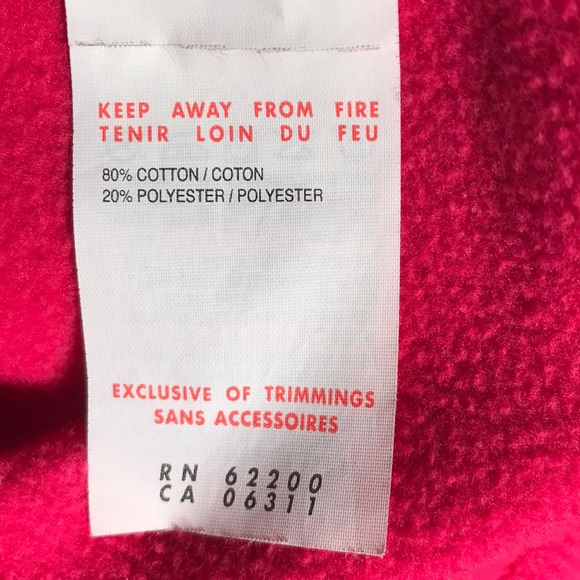 KEEP AWAY FROM FIRE
TENIR LOIN DU FEU
80% COTTON / COTON
20% POLYESTER / POLYESTER
EXCLUSIVE OF TRIMMINGS
SANS ACCESSOIRES
RN 62200
CA 06311